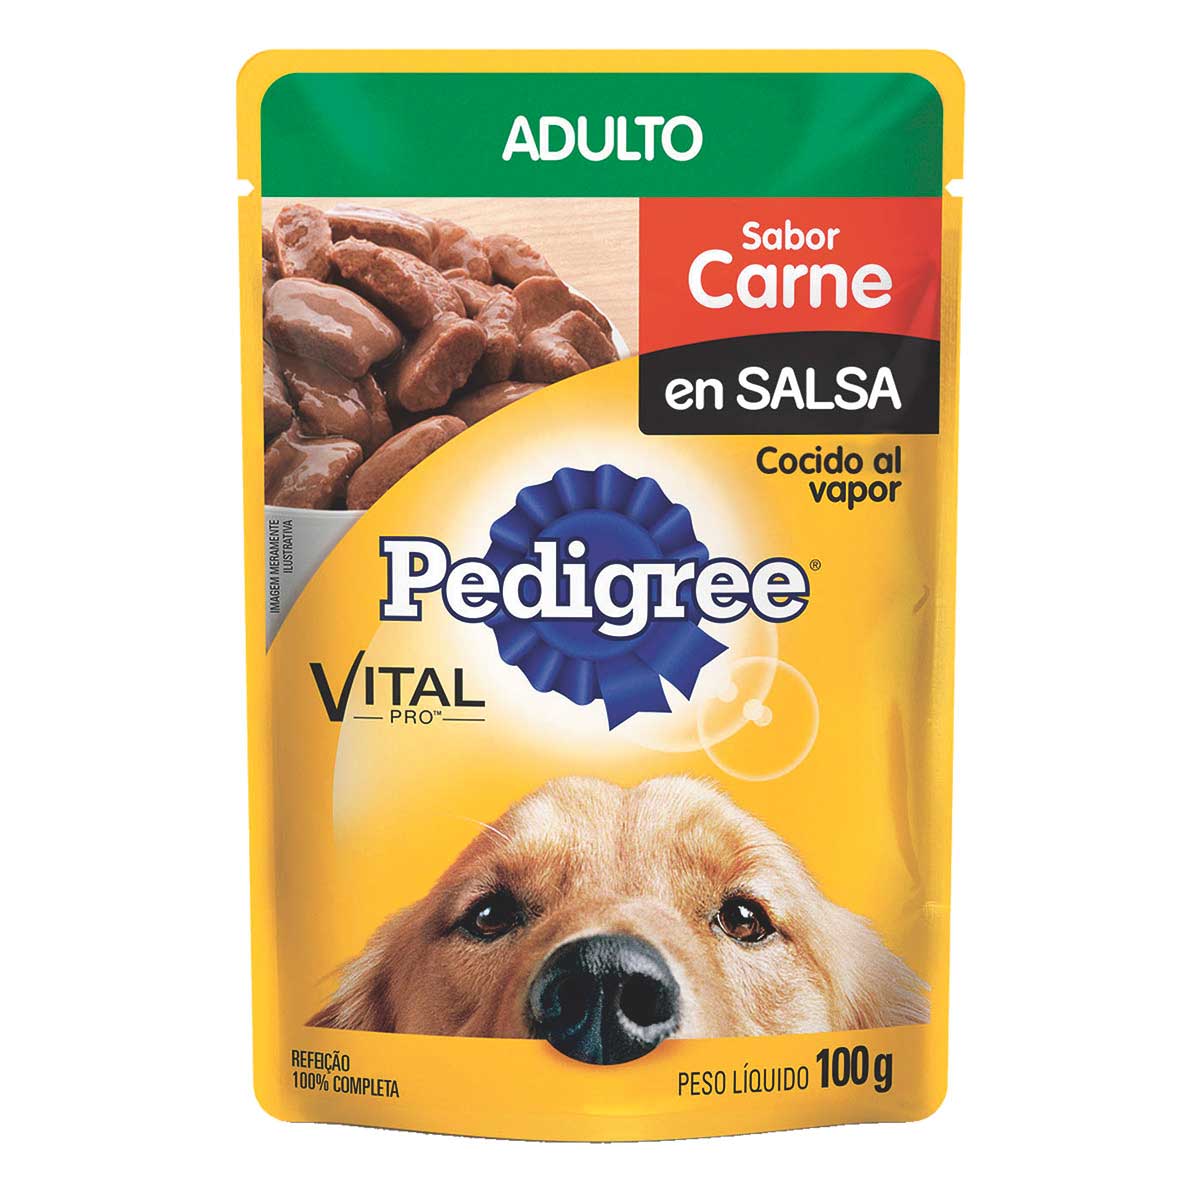 ADULTO
Sabor
Carne
en SALSA
Cocido al
vapor
IMAGEM MERAMENTE
ILUSTRATIVA
Pedigree®
VITAL
PRO™
REFEIÇÃO
100% COMPLETA
PESO LÍQUIDO 100g